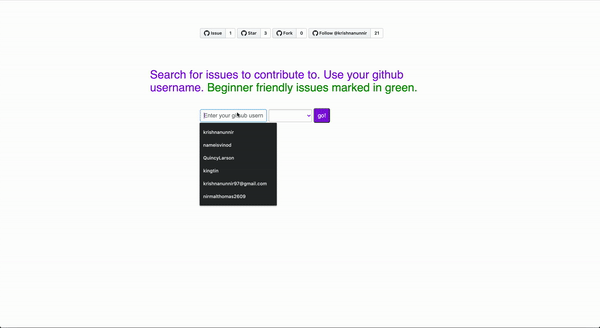 Issue 1 Star 3 Fork 0 Follow @krishnanunnir 21
Search for issues to contribute to. Use your github
username. Beginner friendly issues marked in green.
Enter your github usern go!
krishnanunnir
nameisvinod
QuincyLarson
kingtin
krishnanunnir97@gmail.com
nirmalthomas2609